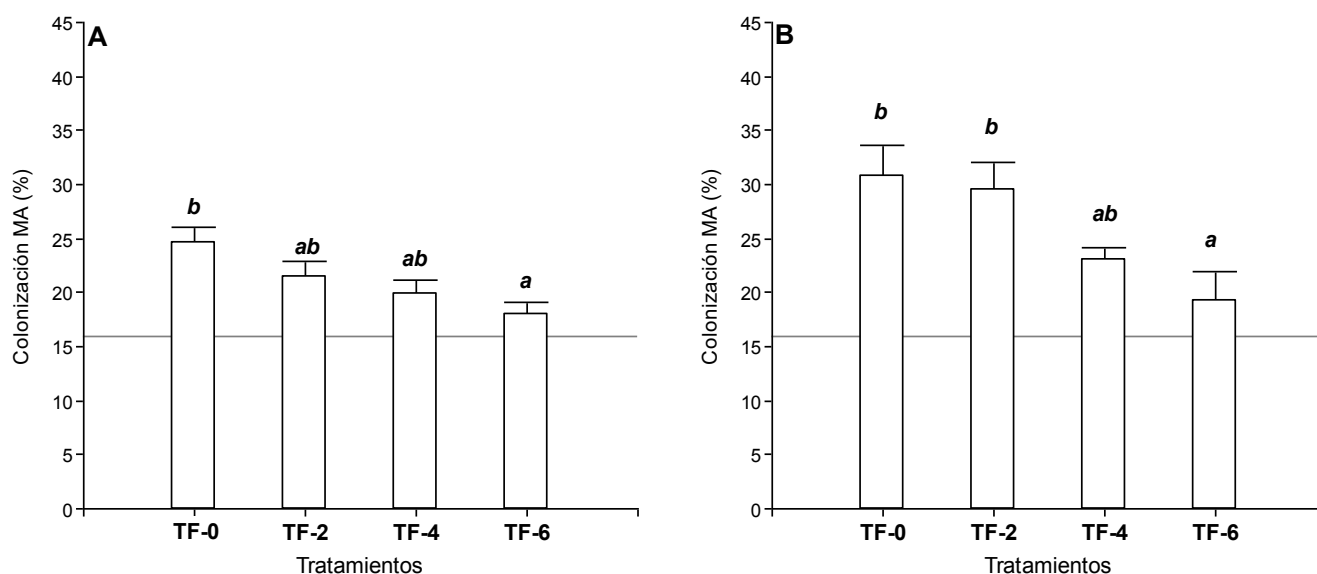 A
Colonización MA (%)
45
40
35
30
25
20
15
10
5
0
b
ab
ab
a
TF-0 TF-2 TF-4 TF-6
Tratamientos
B
Colonización MA (%)
45
40
35
30
25
20
15
10
5
0
b
b
ab
a
TF-0 TF-2 TF-4 TF-6
Tratamientos